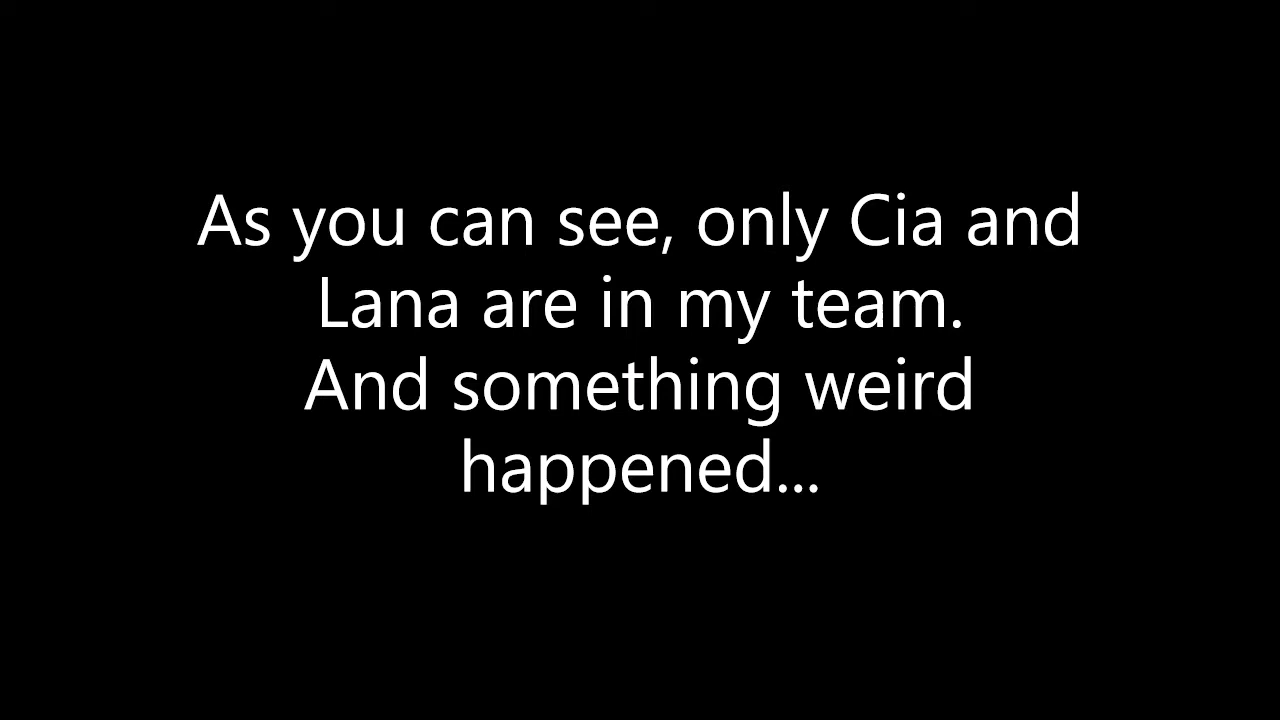 As you can see, only Cia and
Lana are in my team.
And something weird
happened...